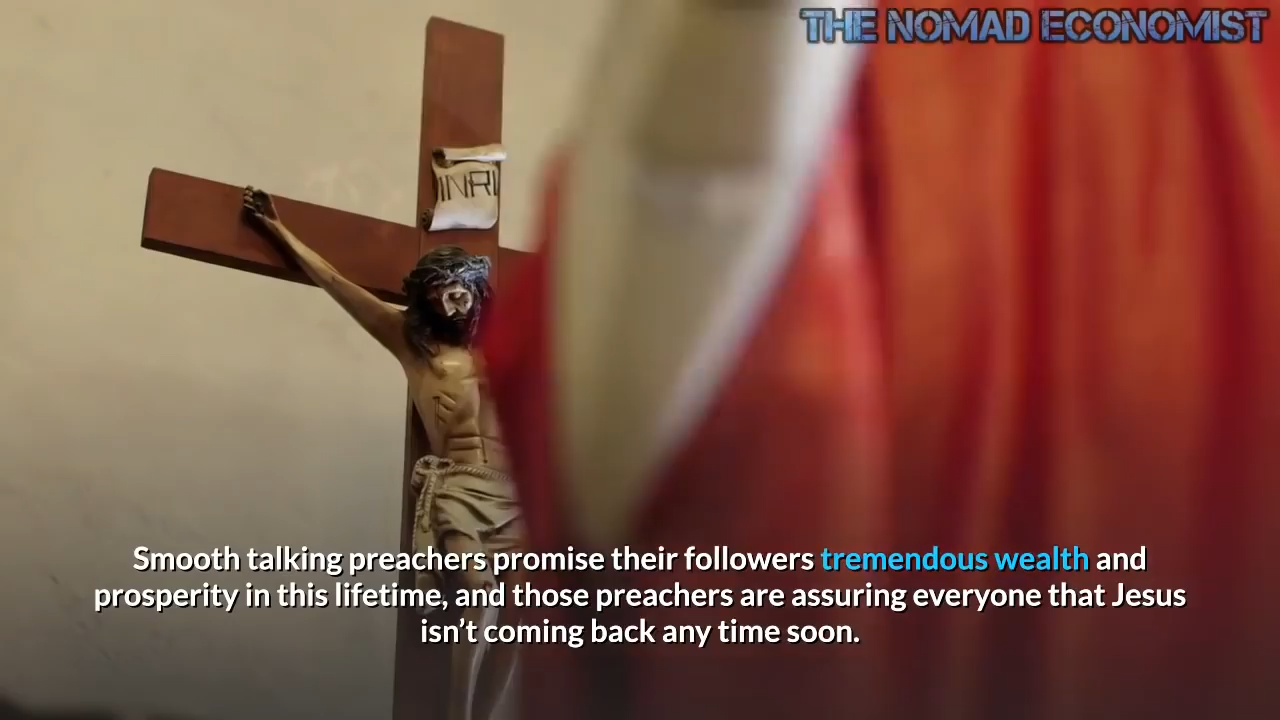 THE NOMAD ECONOMIST
INRI
Smooth talking preachers promise their followers tremendous wealth and
prosperity in this lifetime, and those preachers are assuring everyone that Jesus
isn’t coming back any time soon.